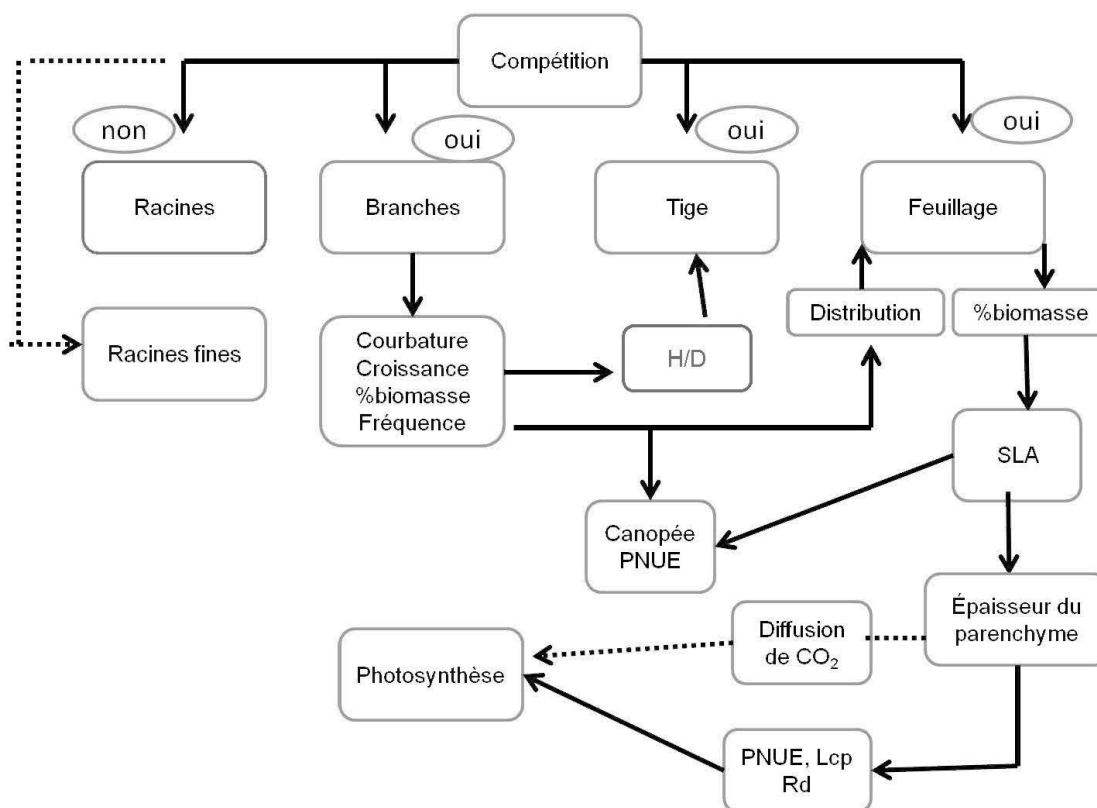 Compétition
non
oui
oui
oui
Racines
Branches
Tige
Feuillage
Distribution
%biomasse
Racines fines
Courbature
Croissance
%biomasse
Fréquence
H/D
SLA
Canopée
PNUE
Épaisseur du
parenchyme
Diffusion
de CO₂
Photosynthèse
PNUE, Lcp
Rd